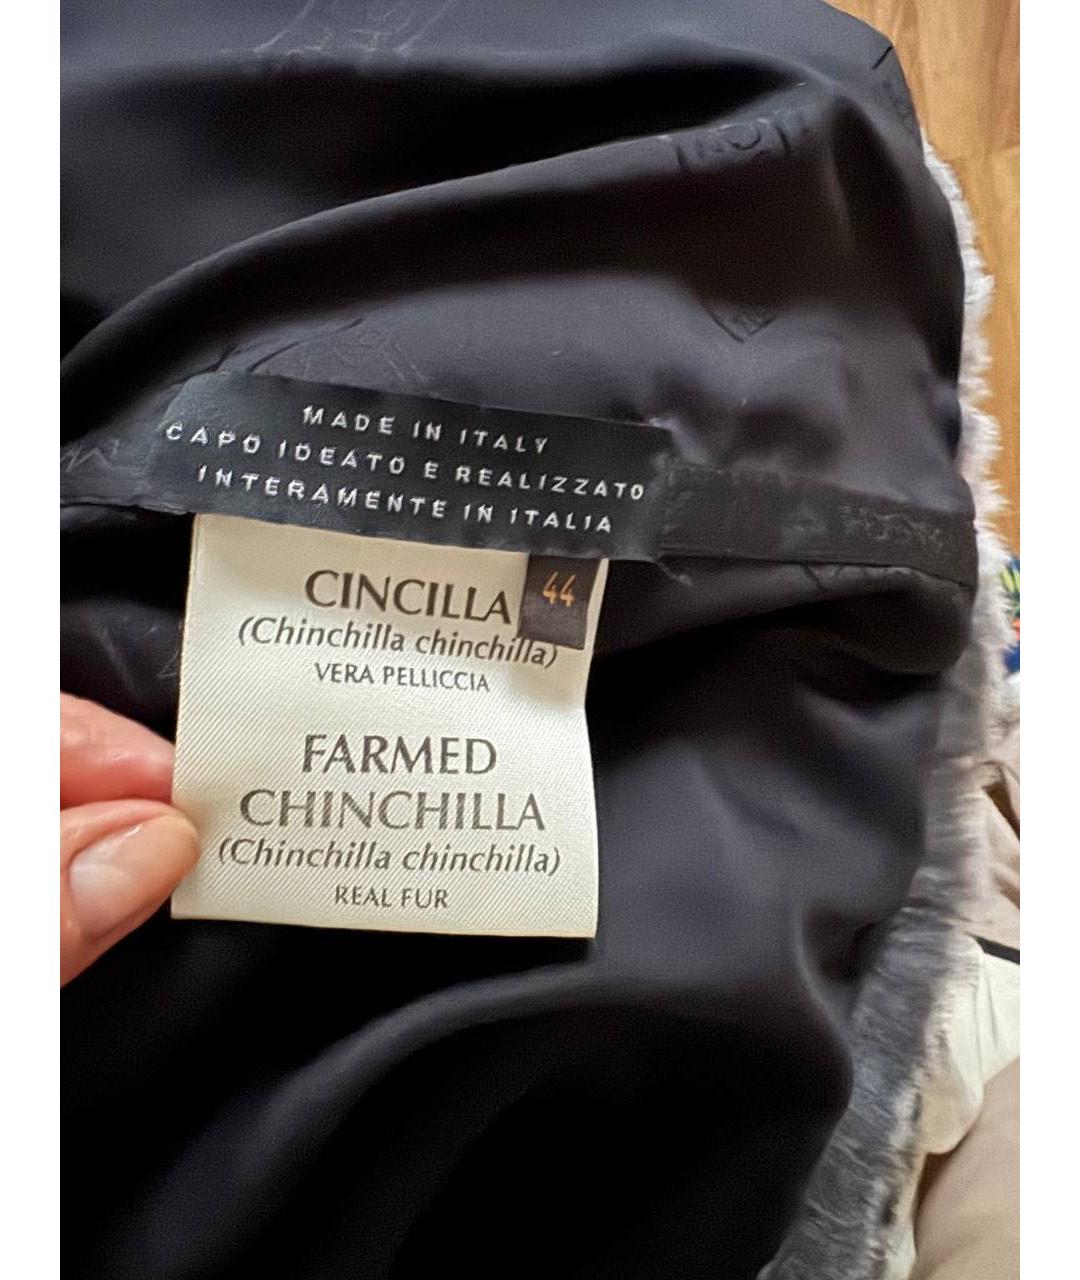 MADE IN ITALY
CAPO IDEATO E REALIZZATO
INTERAMENTE IN ITALIA
44
CINCILLA
(Chinchilla chinchilla)
VERA PELLICCIA
FARMED
CHINCHILLA
(Chinchilla chinchilla)
REAL FUR